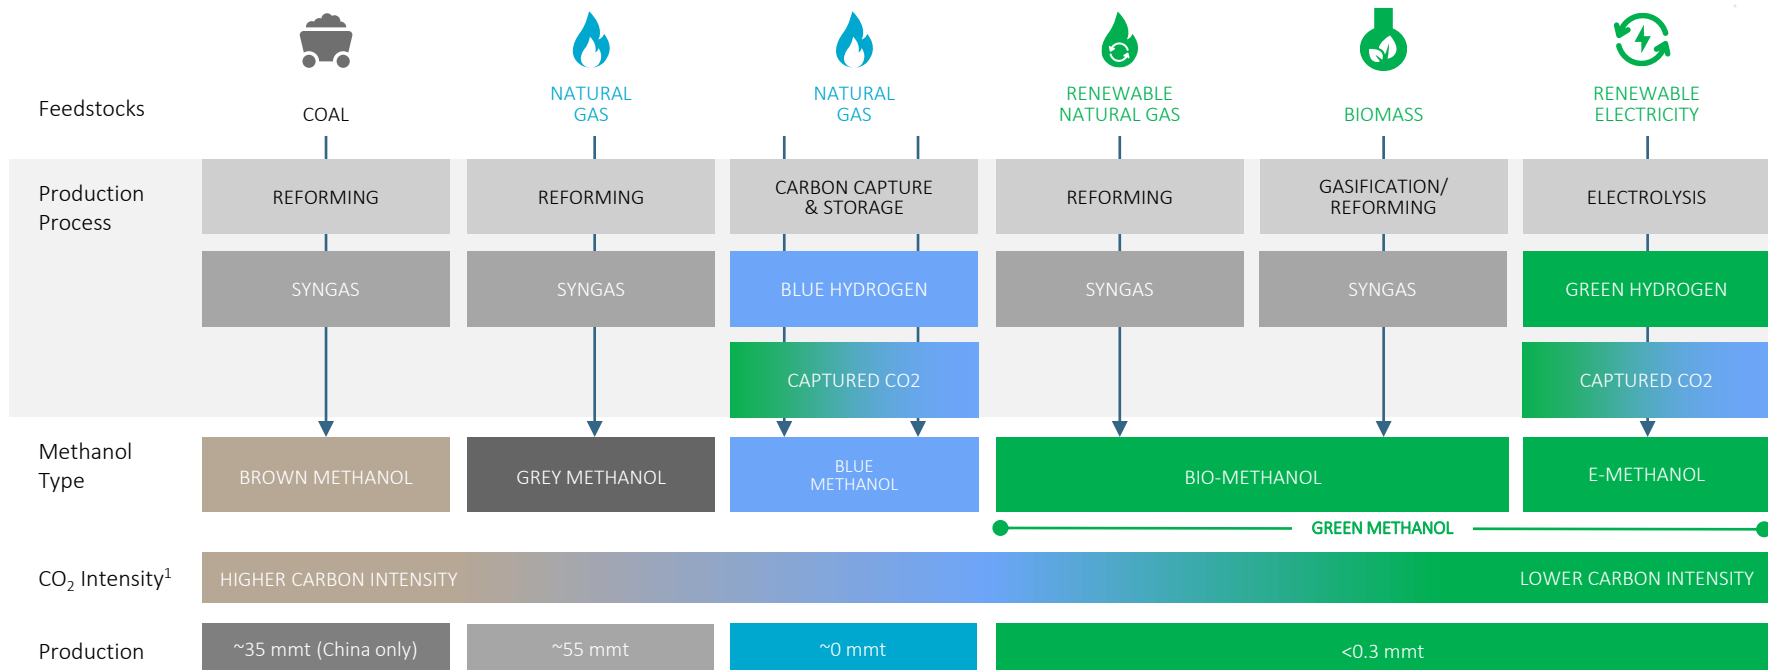 Feedstocks
COAL
NATURAL
GAS
NATURAL
GAS
RENEWABLE
NATURAL GAS
BIOMASS
RENEWABLE
ELECTRICITY
Production
Process
REFORMING
REFORMING
CARBON CAPTURE
& STORAGE
REFORMING
GASIFICATION/
REFORMING
ELECTROLYSIS
SYNGAS
SYNGAS
BLUE HYDROGEN
SYNGAS
SYNGAS
GREEN HYDROGEN
CAPTURED CO2
CAPTURED CO2
Methanol
Type
BROWN METHANOL
GREY METHANOL
BLUE
METHANOL
BIO-METHANOL
E-METHANOL
GREEN METHANOL
CO₂ Intensity¹
HIGHER CARBON INTENSITY
LOWER CARBON INTENSITY
Production
~35 mmt (China only)
~55 mmt
~0 mmt
<0.3 mmt